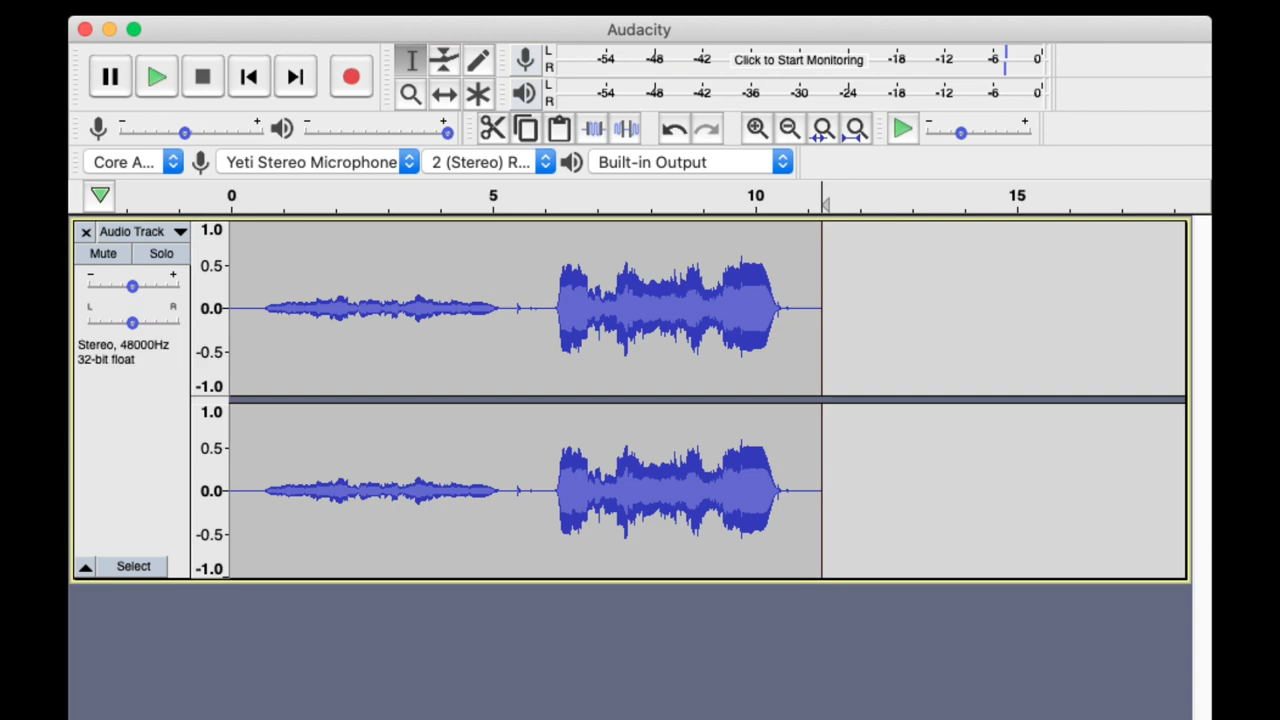 Audacity
L -54 -48 -42 Click to Start Monitoring -18 -12 -6 0
R
L -54 -48 -42 -36 -30 -24 -18 -12 -6 0
R
- + - + - +
Core A... Yeti Stereo Microphone 2 (Stereo) R... Built-in Output
0 5 10 15
x Audio Track 1.0
Mute Solo
- + 0.5
L R 0.0
Stereo, 48000Hz
32-bit float -0.5
-1.0
1.0
0.5
0.0
-0.5
Select -1.0